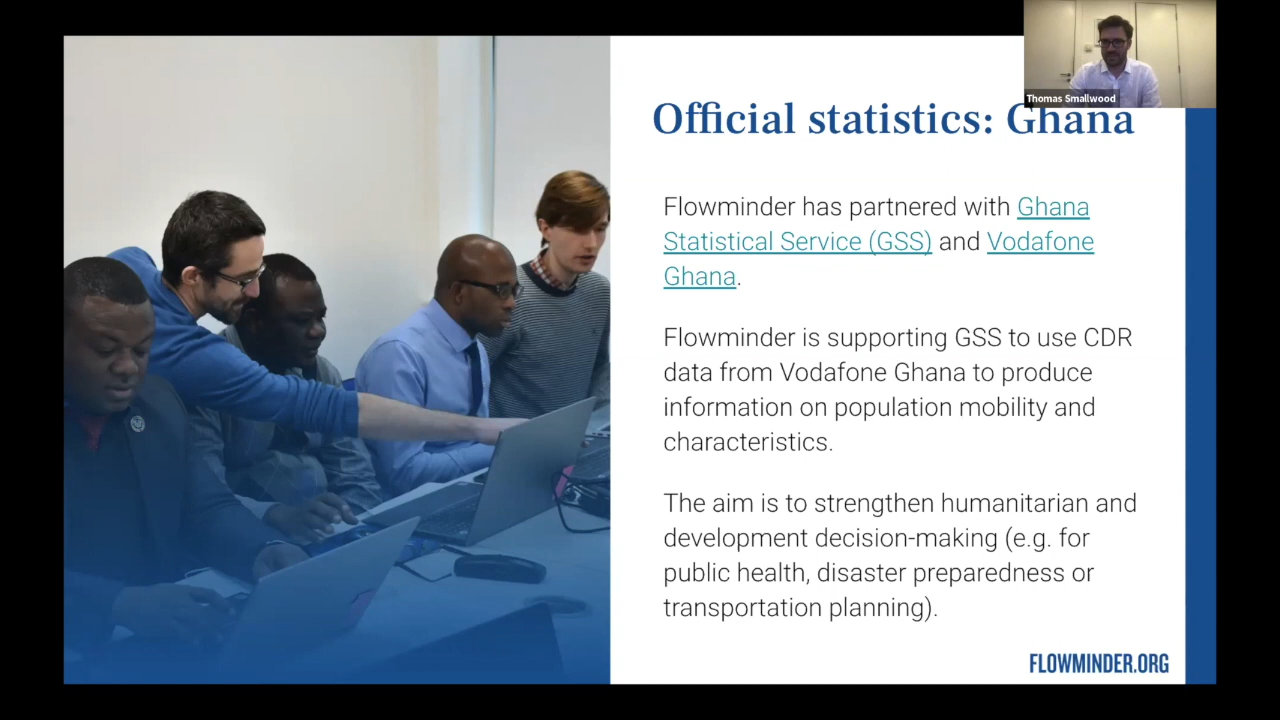 Thomas Smallwood
Official statistics: Ghana
Flowminder has partnered with Ghana
Statistical Service (GSS) and Vodafone
Ghana.
Flowminder is supporting GSS to use CDR
data from Vodafone Ghana to produce
information on population mobility and
characteristics.
The aim is to strengthen humanitarian and
development decision-making (e.g. for
public health, disaster preparedness or
transportation planning).
FLOWMINDER.ORG